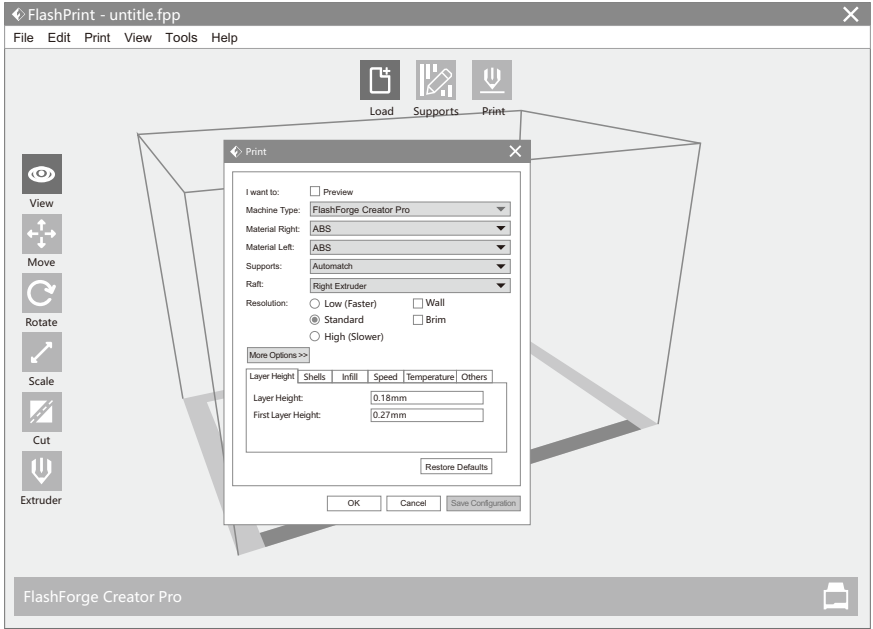 FlashPrint - untitle.fpp
File Edit Print View Tools Help
Load Supports Print
View
Move
Rotate
Scale
Cut
Extruder
Print
I want to: Preview
Machine Type: FlashForge Creator Pro
Material Right: ABS
Material Left: ABS
Supports: Automatch
Raft: Right Extruder
Resolution: Low (Faster) Wall
Standard Brim
High (Slower)
More Options >>
Layer Height Shells Infill Speed Temperature Others
Layer Height: 0.18mm
First Layer Height: 0.27mm
Restore Defaults
OK Cancel Save Configuration
FlashForge Creator Pro